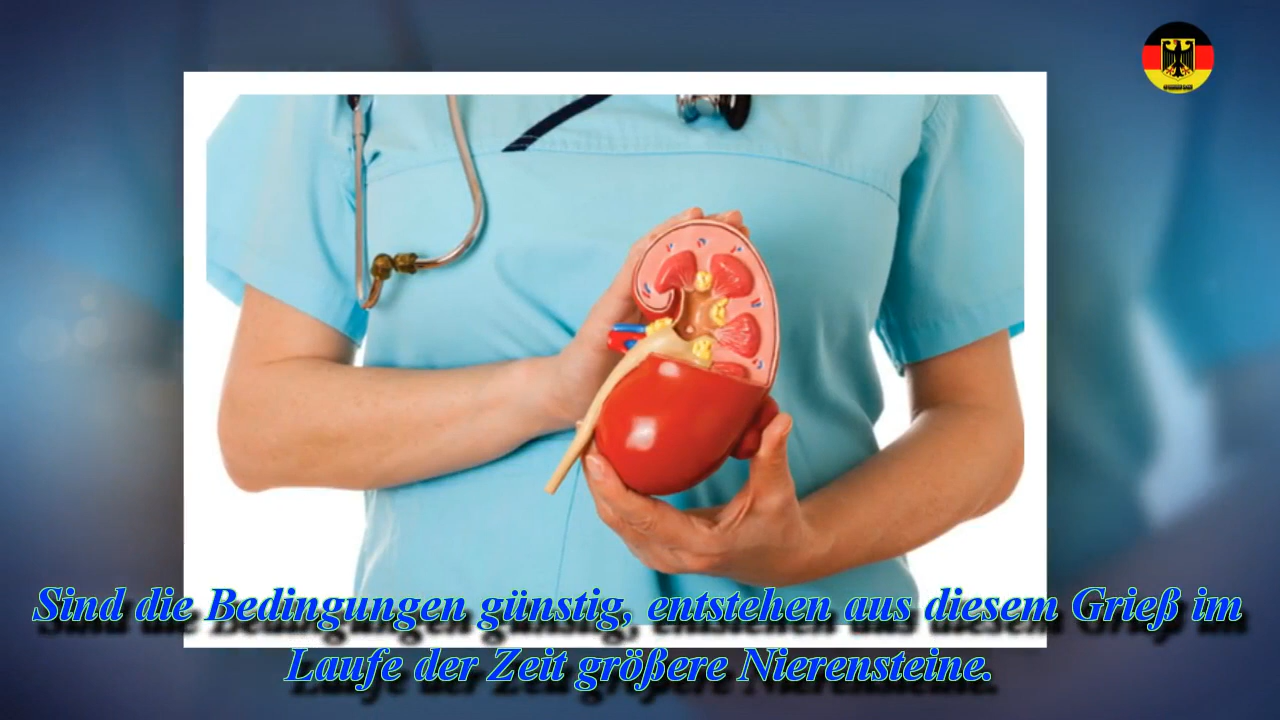 Sind die Bedingungen günstig, entstehen aus diesem Grieß im
Laufe der Zeit größere Nierensteine.